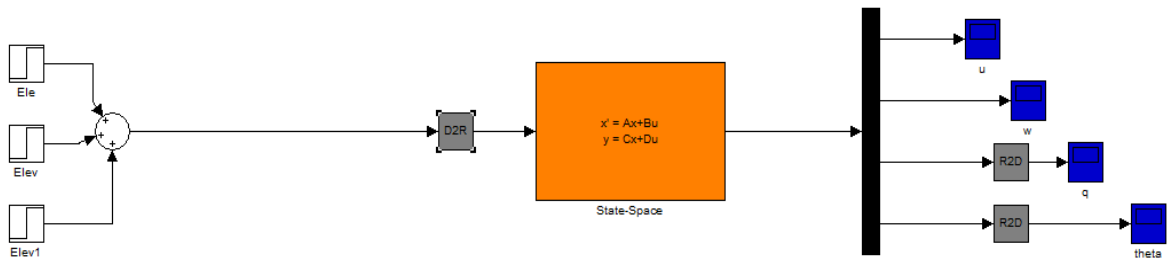 Ele
Elev
Elev1
+
+
+
D2R
x' = Ax+Bu
y = Cx+Du
State-Space
u
w
R2D
q
R2D
theta